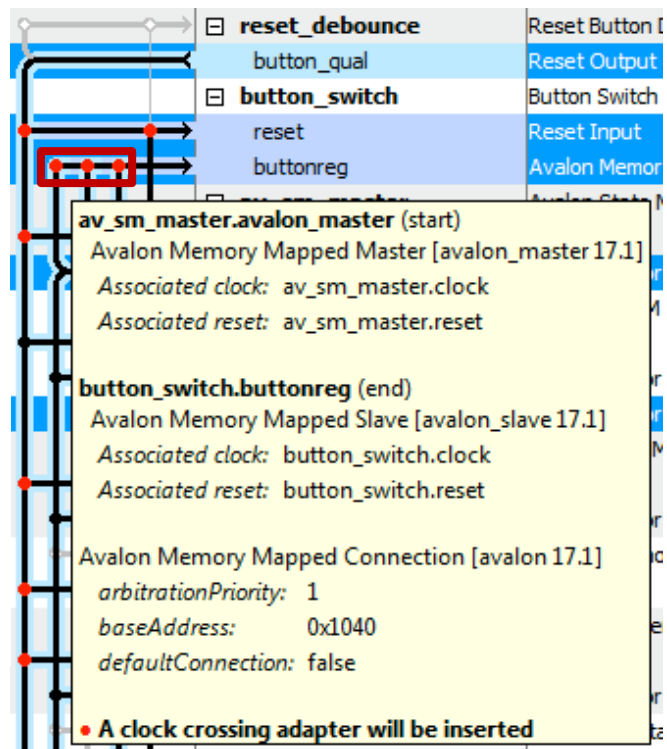 reset_debounce Reset Button
button_qual Reset Output
button_switch Button Switch
reset Reset Input
buttonreg Avalon
av_sm_master.avalon_master (start)
Avalon Memory Mapped Master [avalon_master 17.1]
Associated clock: av_sm_master.clock
Associated reset: av_sm_master.reset
button_switch.buttonreg (end)
Avalon Memory Mapped Slave [avalon_slave 17.1]
Associated clock: button_switch.clock
Associated reset: button_switch.reset
Avalon Memory Mapped Connection [avalon 17.1]
arbitrationPriority: 1
baseAddress: 0x1040
defaultConnection: false
• A clock crossing adapter will be inserted